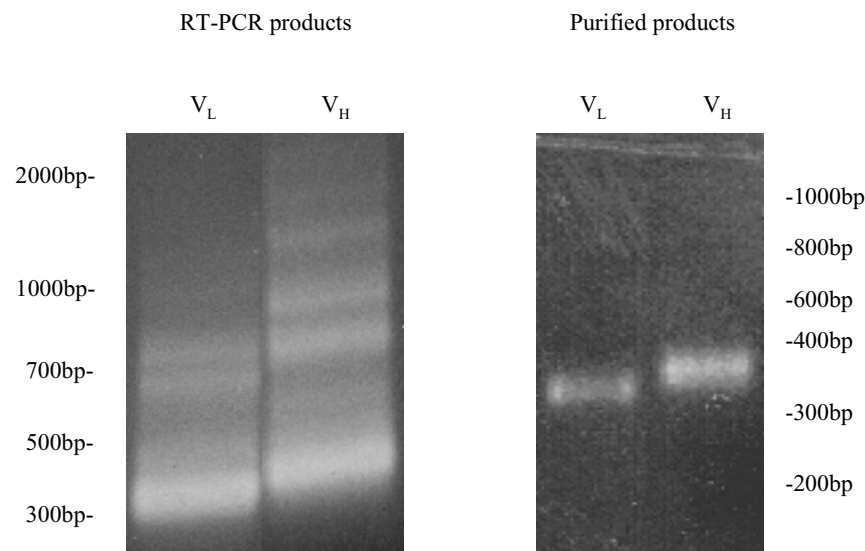 RT-PCR products
Purified products
VL
VH
VL
VH
2000bp-
1000bp-
700bp-
500bp-
300bp-
-1000bp
-800bp
-600bp
-400bp
-300bp
-200bp